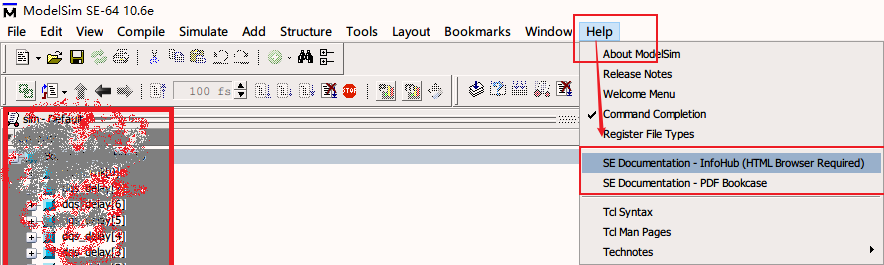 ModelSim SE-64 10.6e
File Edit View Compile Simulate Add Structure Tools Layout Bookmarks Window Help
About ModelSim
Release Notes
Welcome Menu
Command Completion
Register File Types
SE Documentation - InfoHub (HTML Browser Required)
SE Documentation - PDF Bookcase
Tcl Syntax
Tcl Man Pages
Technotes
100 fs
sim - Default
dqs_delay[6]
dqs_delay[5]
dqs_delay[4]
dqs_delay[3]